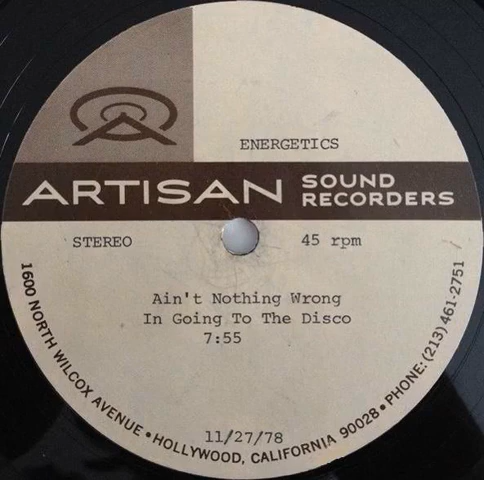 ENERGETICS
ARTISAN SOUND RECORDERS
STEREO 45 rpm
Ain't Nothing Wrong
In Going To The Disco
7:55
11/27/78
1600 NORTH WILCOX AVENUE • HOLLYWOOD, CALIFORNIA 90028 • PHONE: (213) 461-2751